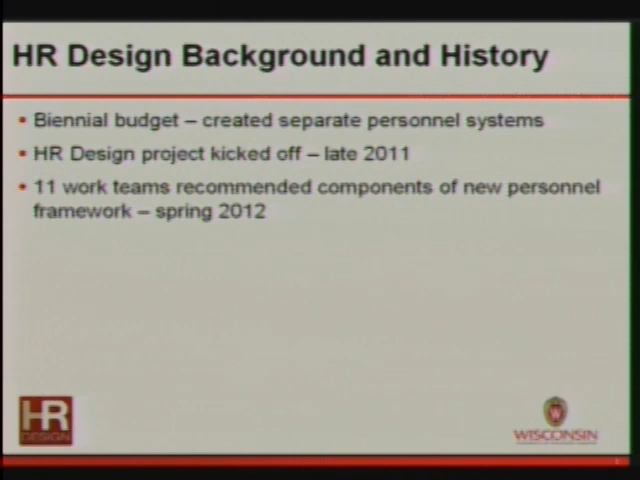 HR Design Background and History
• Biennial budget – created separate personnel systems
• HR Design project kicked off – late 2011
• 11 work teams recommended components of new personnel
framework – spring 2012
HR
DESIGN
W
WISCONSIN